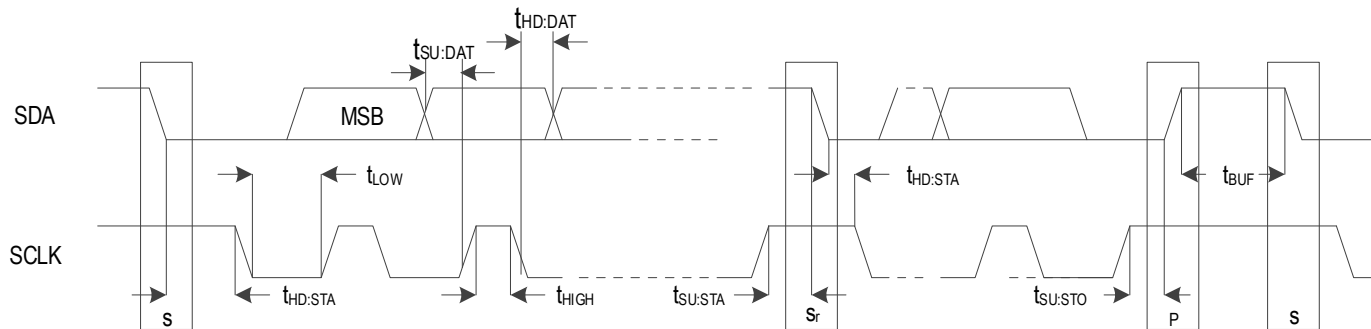 tHD:DAT
tSU:DAT
SDA
MSB
tLOW
tHD:STA
tBUF
SCLK
tHD:STA
tHIGH
tSU:STA
tSU:STO
S
Sr
P
S